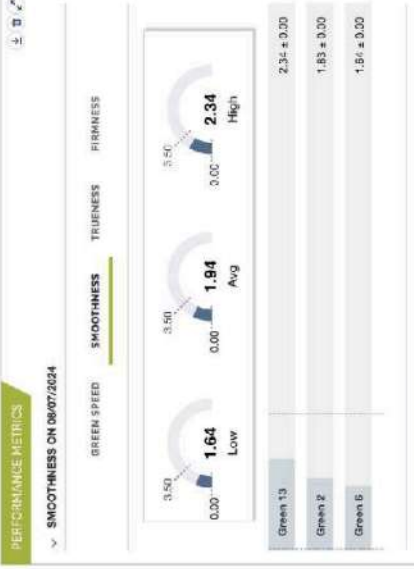 PERFORMANCE METRICS
SMOOTHNESS ON 08/07/2024
GREEN SPEED SMOOTHNESS TRUENESS FIRMNESS
3.50 3.50 3.50
0.00 1.64 0.00 1.94 0.00 2.34
Low Avg High
Green 13 2.34 ± 0.00
Green 2 1.83 ± 0.00
Green 6 1.64 ± 0.00